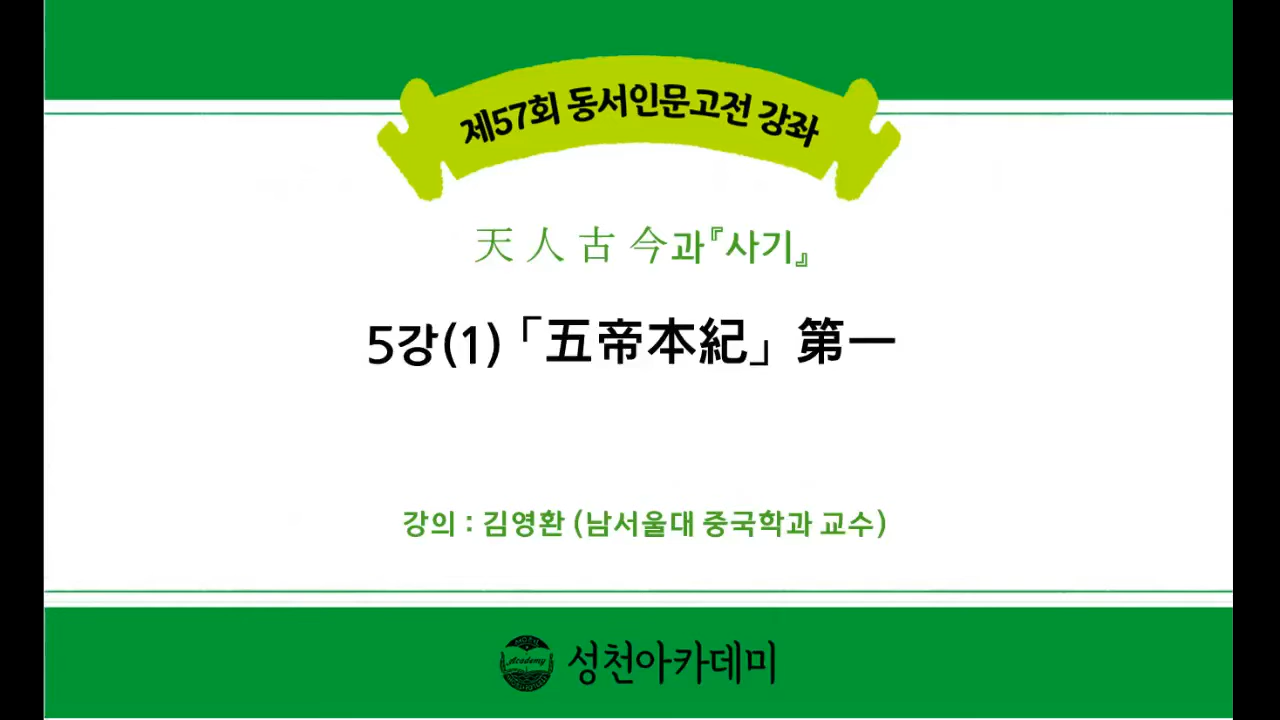 제57회 동서인문고전 강좌
天 人 古 今과『사기』
5강(1)「五帝本紀」第一
강의 : 김영환 (남서울대 중국학과 교수)
Academy
성천아카데미